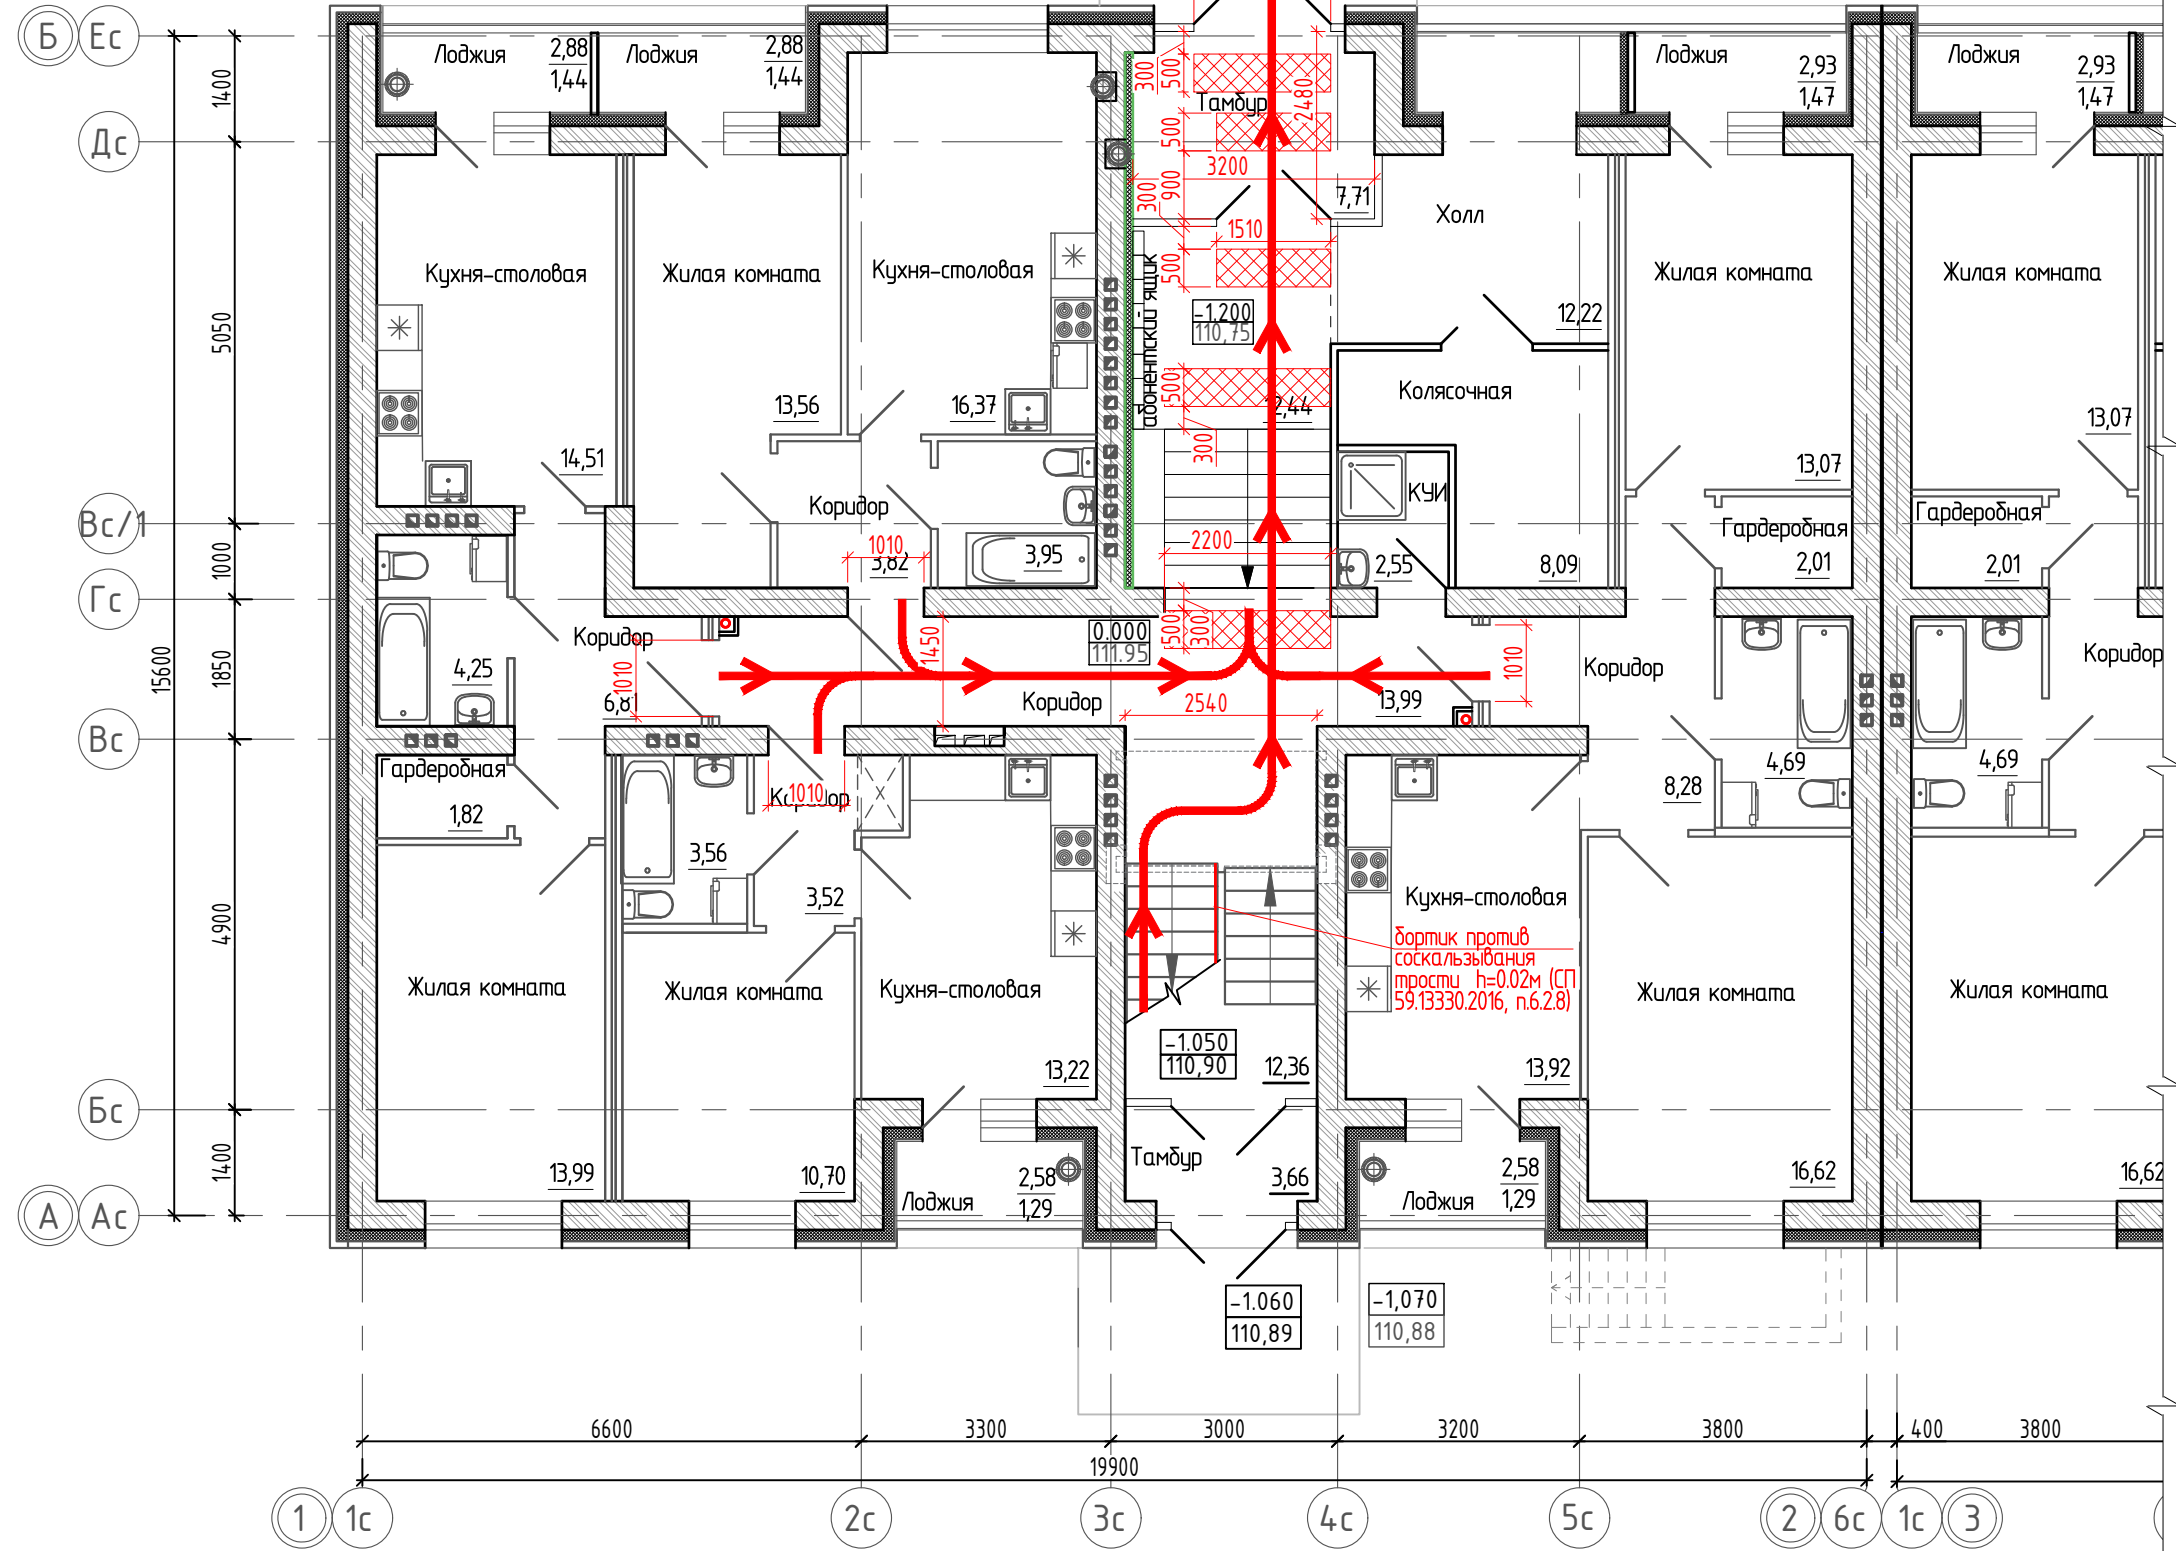 Б
Ес
Лоджия
2,88
1,44
Лоджия
2,88
1,44
Лоджия
2,93
1,47
Лоджия
2,93
1,47
1400
300
500
Тамбур
2480
Дс
500
3200
300
900
7,71
Холл
1510
Кухня-столовая
Жилая комната
Кухня-столовая
500
Жилая комната
Жилая комната
абонентский ящик
-1.200
110,75
12,22
5050
500
Колясочная
13,56
16,37
12,44
13,07
13,07
300
14,51
КУИ
Вс/1
Коридор
Гардеробная
Гардеробная
1000
1010
3,82
3,95
2200
2,55
8,09
2,01
2,01
Гс
Коридор
1450
0.000
111.95
500
300
15600
1850
4,25
1010
6,81
Коридор
2540
13,99
1010
Коридор
Коридор
Вс
Гардеробная
1,82
1010
Коридор
4,69
8,28
4,69
3,56
3,52
Кухня-столовая
4900
бортик против
соскальзывания
трости h=0.02м (СП
59.13330.2016, п.6.2.8)
Жилая комната
Жилая комната
Кухня-столовая
Жилая комната
Жилая комната
-1.050
110,90
13,22
12,36
13,92
Бс
1400
Тамбур
13,99
10,70
2,58
1,29
Лоджия
3,66
2,58
1,29
Лоджия
16,62
16,62
А
Ас
-1.060
110,89
-1,070
110,88
6600
3300
3000
3200
3800
400
3800
19900
1
1с
2с
3с
4с
5с
2
6с
1с
3